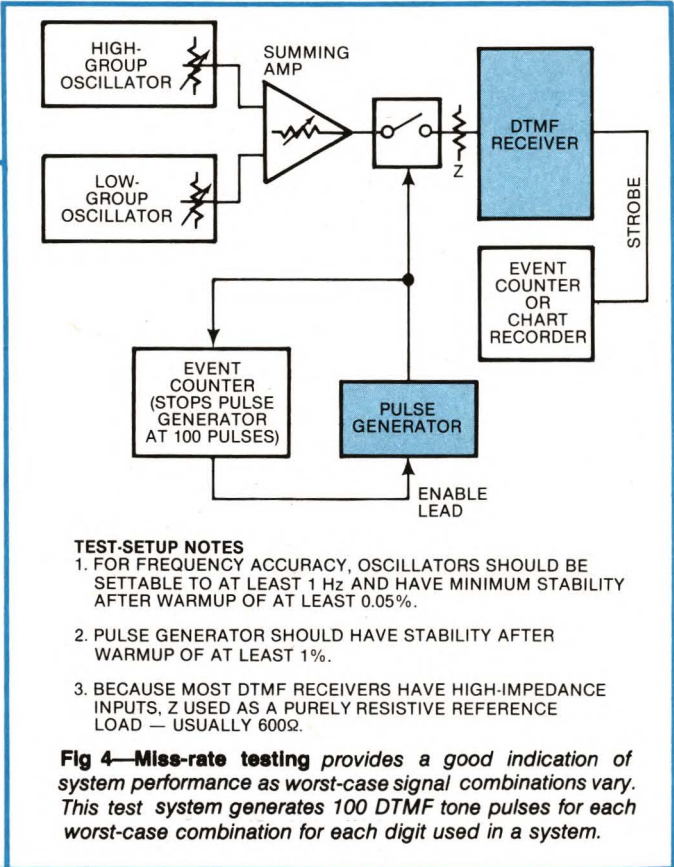 HIGH-
GROUP
OSCILLATOR
SUMMING
AMP
LOW-
GROUP
OSCILLATOR
Z
DTMF
RECEIVER
STROBE
EVENT
COUNTER
OR
CHART
RECORDER
EVENT
COUNTER
(STOPS PULSE
GENERATOR
AT 100 PULSES)
PULSE
GENERATOR
ENABLE
LEAD
TEST-SETUP NOTES
1. FOR FREQUENCY ACCURACY, OSCILLATORS SHOULD BE
SETTABLE TO AT LEAST 1 Hz AND HAVE MINIMUM STABILITY
AFTER WARMUP OF AT LEAST 0.05%.
2. PULSE GENERATOR SHOULD HAVE STABILITY AFTER
WARMUP OF AT LEAST 1%.
3. BECAUSE MOST DTMF RECEIVERS HAVE HIGH-IMPEDANCE
INPUTS, Z USED AS A PURELY RESISTIVE REFERENCE
LOAD — USUALLY 600Ω.
Fig 4—Miss-rate testing provides a good indication of
system performance as worst-case signal combinations vary.
This test system generates 100 DTMF tone pulses for each
worst-case combination for each digit used in a system.